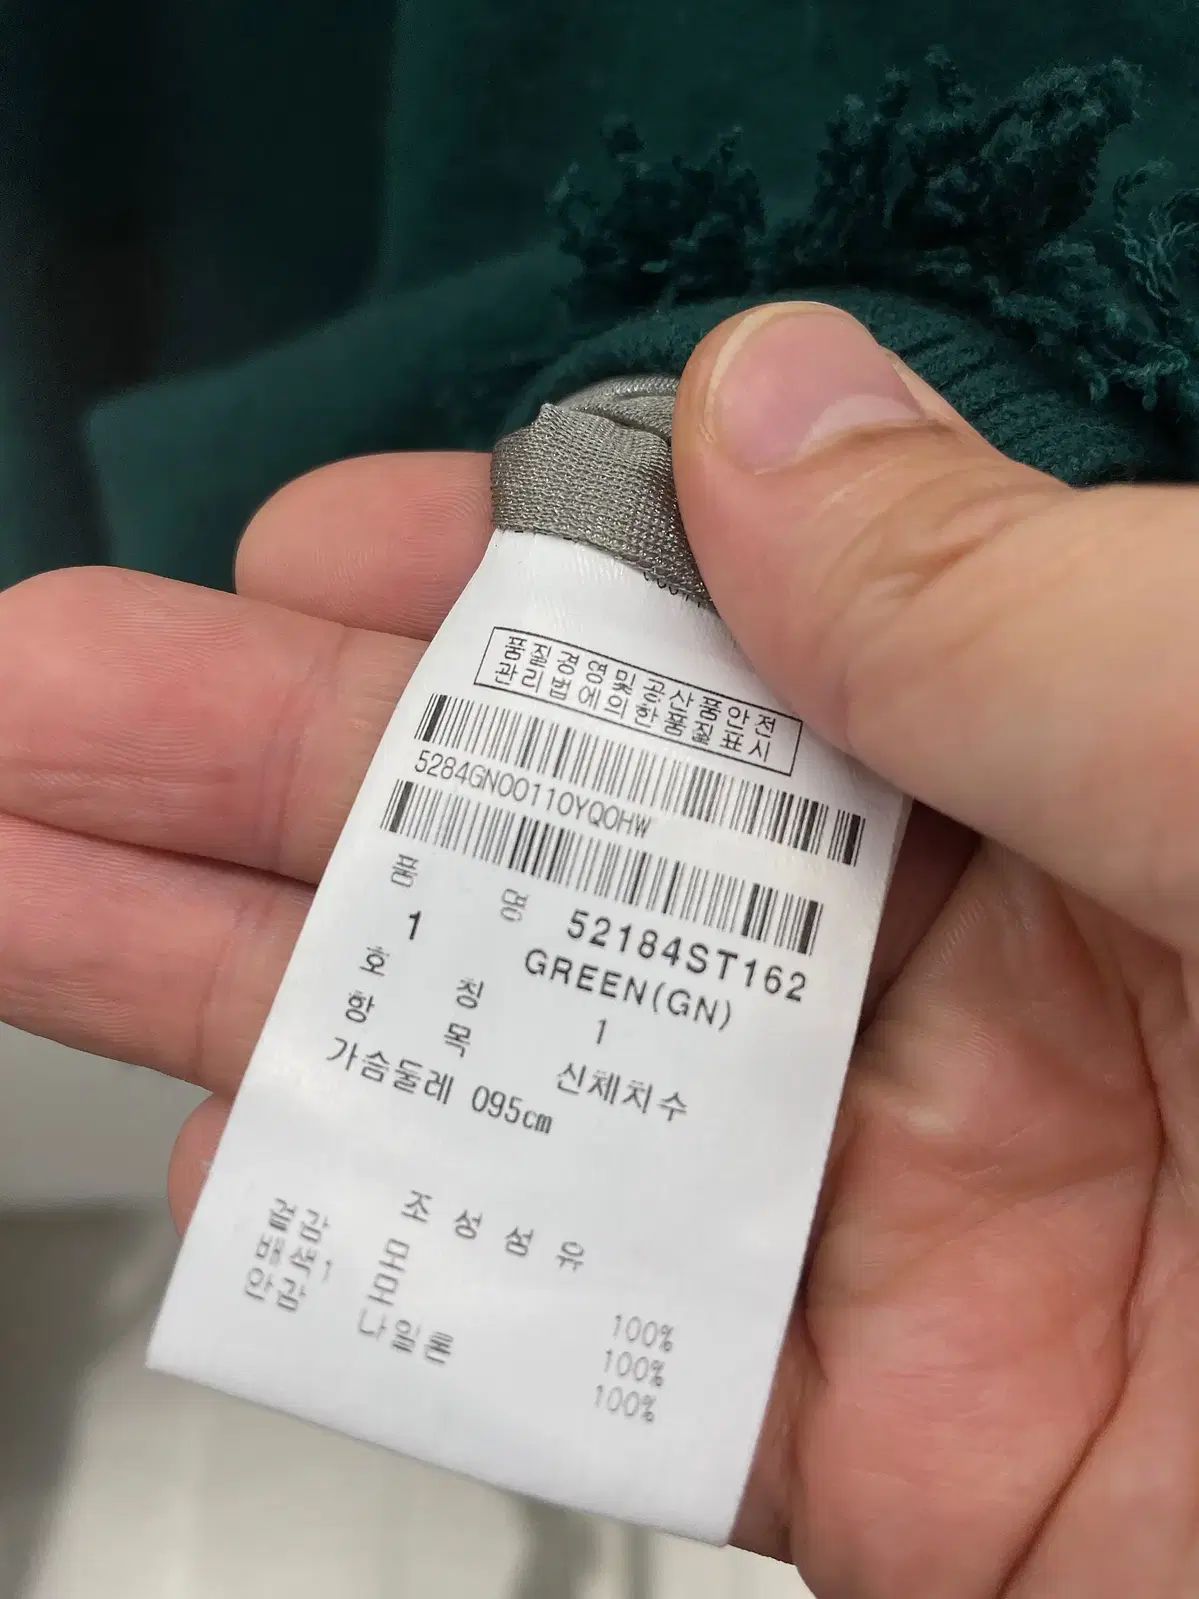 품질경영및공산품안전
관리법에의한품질표시
5284GN00110YQ0HW
품 명 52184ST162
1 GREEN(GN)
호 칭 1
항 목 신체치수
가슴둘레 095cm
조 성 섬 유
겉감 모 100%
배색1 모 100%
안감 나일론 100%